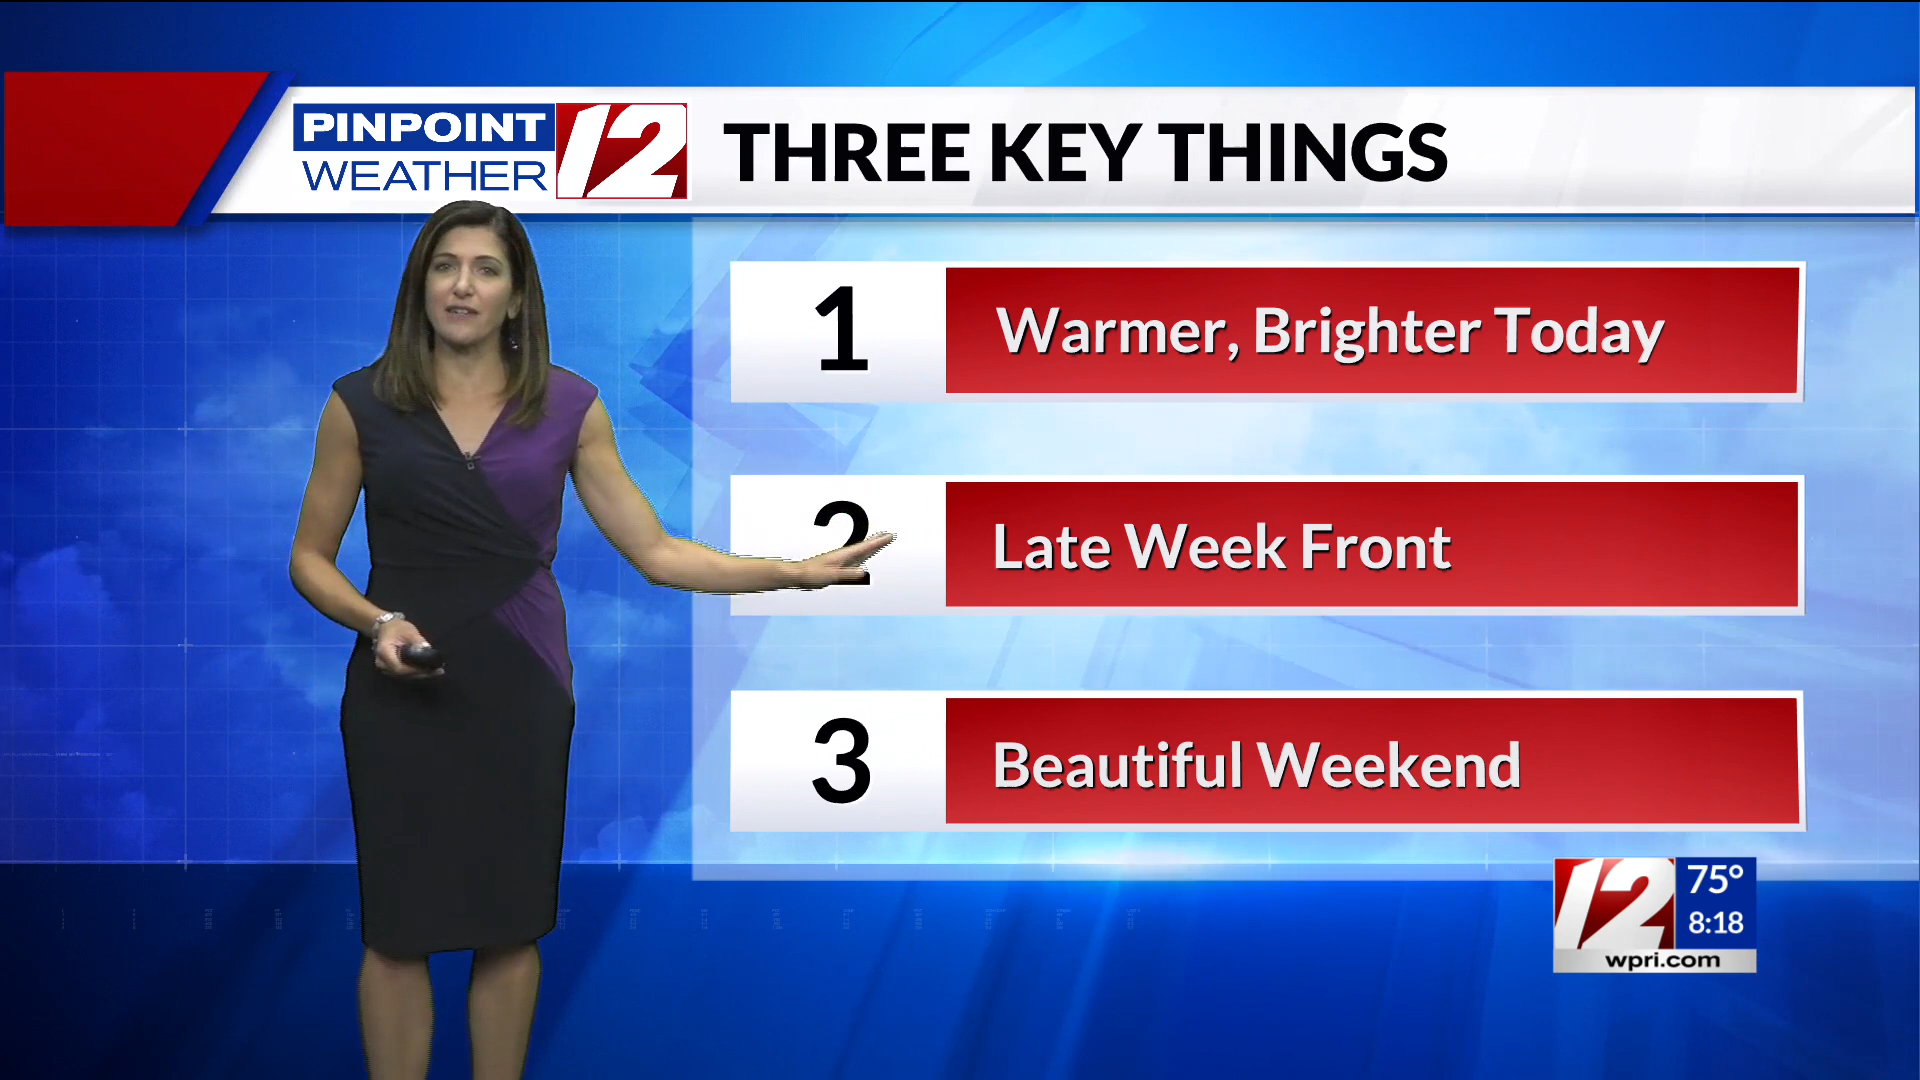 PINPOINT
WEATHER
12
THREE KEY THINGS
1
Warmer, Brighter Today
2
Late Week Front
3
Beautiful Weekend
12
75°
8:18
wpri.com